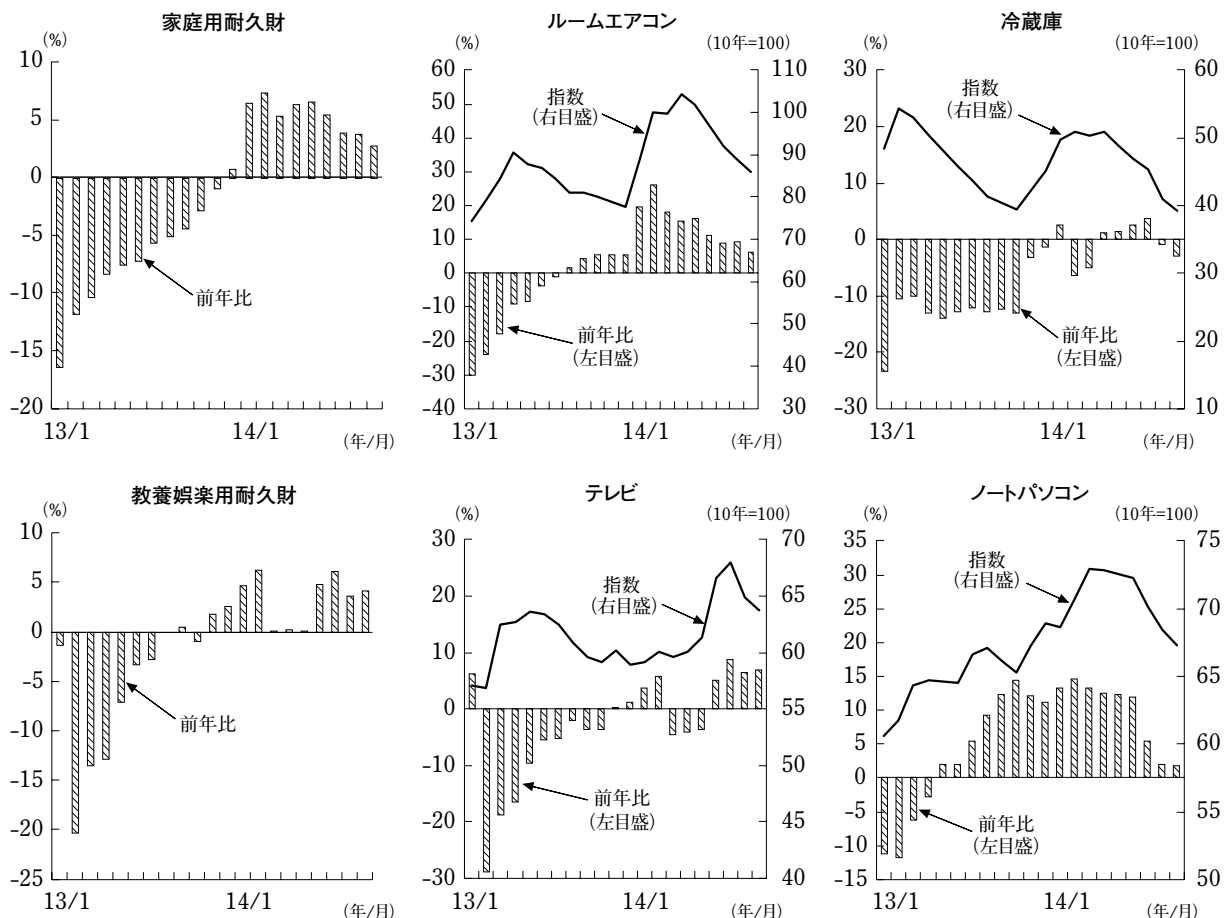 家庭用耐久財
(%)
10
5
0
-5
-10
-15
-20
前年比
13/1
14/1
(年/月)
ルームエアコン
(%)
(10年=100)
60
50
40
30
20
10
0
-10
-20
-30
-40
110
100
90
80
70
60
50
40
30
指数
(右目盛)
前年比
(左目盛)
13/1
14/1
(年/月)
冷蔵庫
(%)
(10年=100)
30
20
10
0
-10
-20
-30
60
50
40
30
20
10
指数
(右目盛)
前年比
(左目盛)
13/1
14/1
(年/月)
教養娯楽用耐久財
(%)
10
5
0
-5
-10
-15
-20
-25
前年比
13/1
14/1
(年/月)
テレビ
(%)
(10年=100)
30
20
10
0
-10
-20
-30
70
65
60
55
50
45
40
指数
(右目盛)
前年比
(左目盛)
13/1
14/1
(年/月)
ノートパソコン
(%)
(10年=100)
35
30
25
20
15
10
5
0
-5
-10
-15
75
70
65
60
55
50
指数
(右目盛)
前年比
(左目盛)
13/1
14/1
(年/月)